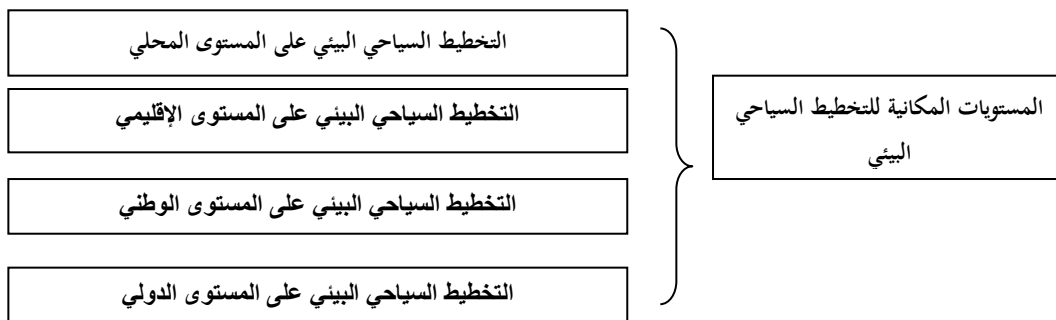 المستويات المكانية للتخطيط السياحي
البيئي
التخطيط السياحي البيئي على المستوى المحلي
التخطيط السياحي البيئي على المستوى الإقليمي
التخطيط السياحي البيئي على المستوى الوطني
التخطيط السياحي البيئي على المستوى الدولي